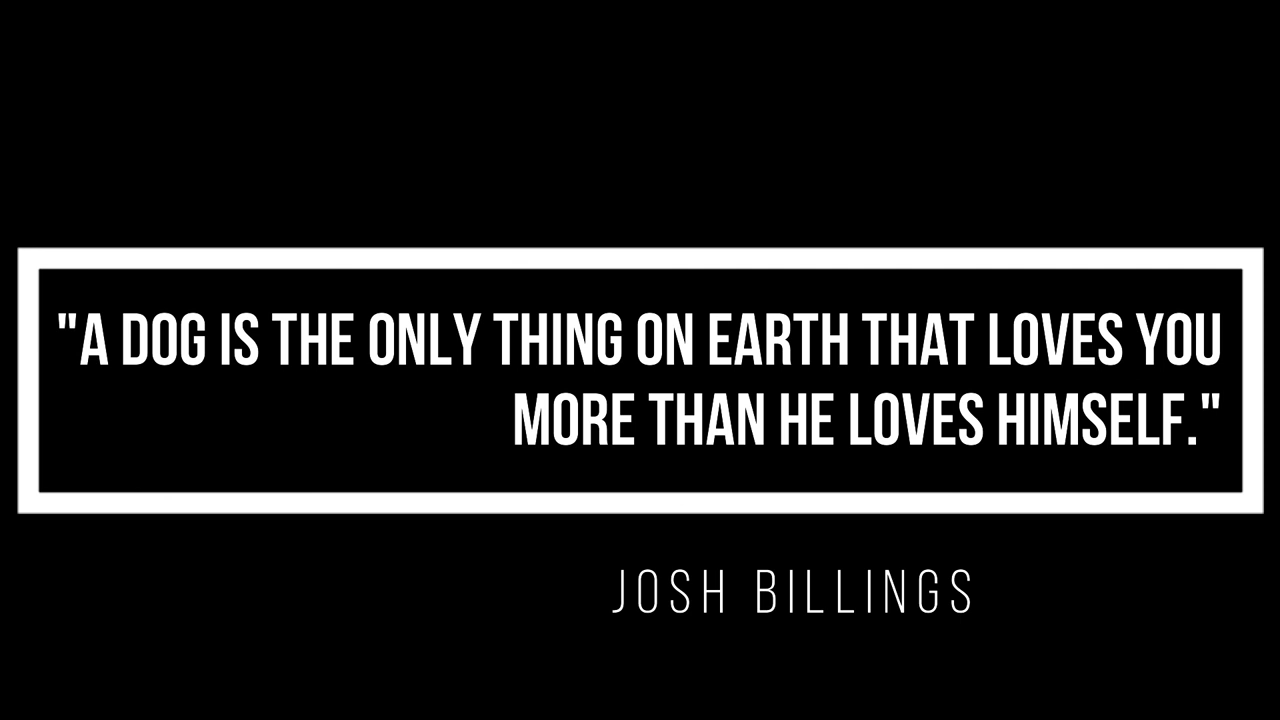 "A DOG IS THE ONLY THING ON EARTH THAT LOVES YOU
MORE THAN HE LOVES HIMSELF."
JOSH BILLINGS